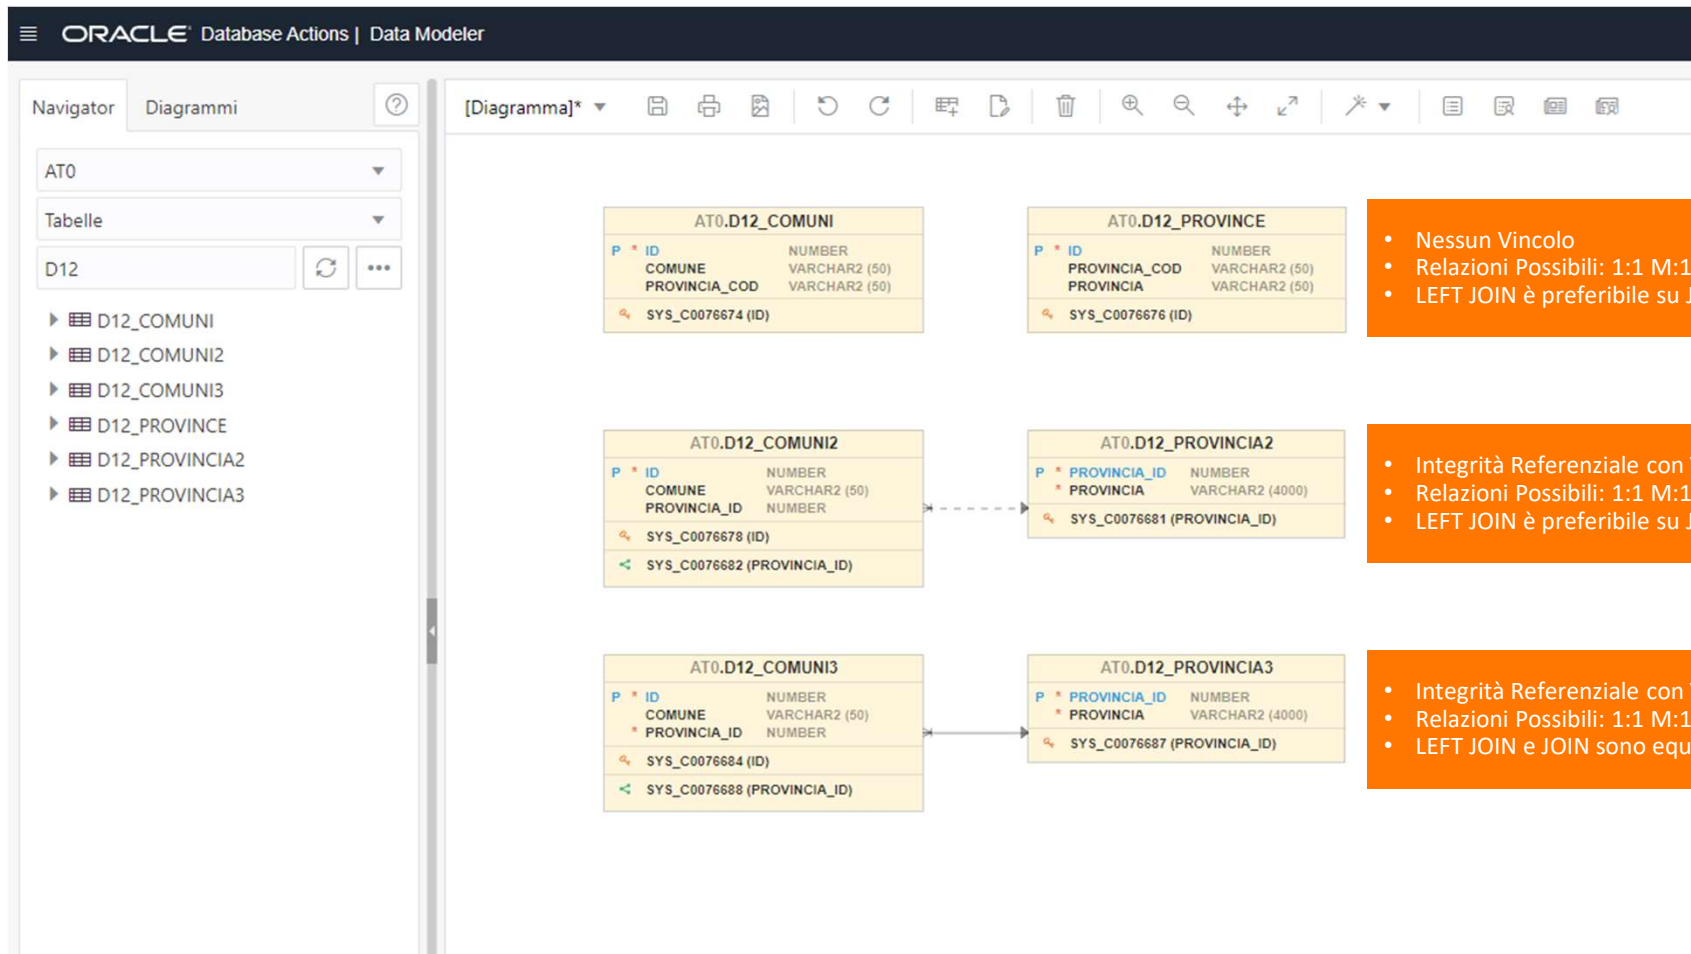 ORACLE Database Actions | Data Modeler
Navigator Diagrammi
[Diagramma]*
AT0
Tabelle
D12
D12_COMUNI
D12_COMUNI2
D12_COMUNI3
D12_PROVINCE
D12_PROVINCIA2
D12_PROVINCIA3
AT0.D12_COMUNI
P * ID NUMBER
COMUNE VARCHAR2 (50)
PROVINCIA_COD VARCHAR2 (50)
SYS_C0076674 (ID)
AT0.D12_PROVINCE
P * ID NUMBER
PROVINCIA_COD VARCHAR2 (50)
PROVINCIA VARCHAR2 (50)
SYS_C0076676 (ID)
• Nessun Vincolo
• Relazioni Possibili: 1:1 M:1
• LEFT JOIN è preferibile su
AT0.D12_COMUNI2
P * ID NUMBER
COMUNE VARCHAR2 (50)
PROVINCIA_ID NUMBER
SYS_C0076678 (ID)
SYS_C0076682 (PROVINCIA_ID)
AT0.D12_PROVINCIA2
P * PROVINCIA_ID NUMBER
* PROVINCIA VARCHAR2 (4000)
SYS_C0076681 (PROVINCIA_ID)
• Integrità Referenziale con
• Relazioni Possibili: 1:1 M:1
• LEFT JOIN è preferibile su
AT0.D12_COMUNI3
P * ID NUMBER
COMUNE VARCHAR2 (50)
* PROVINCIA_ID NUMBER
SYS_C0076684 (ID)
SYS_C0076688 (PROVINCIA_ID)
AT0.D12_PROVINCIA3
P * PROVINCIA_ID NUMBER
* PROVINCIA VARCHAR2 (4000)
SYS_C0076687 (PROVINCIA_ID)
• Integrità Referenziale con
• Relazioni Possibili: 1:1 M:1
• LEFT JOIN e JOIN sono equ